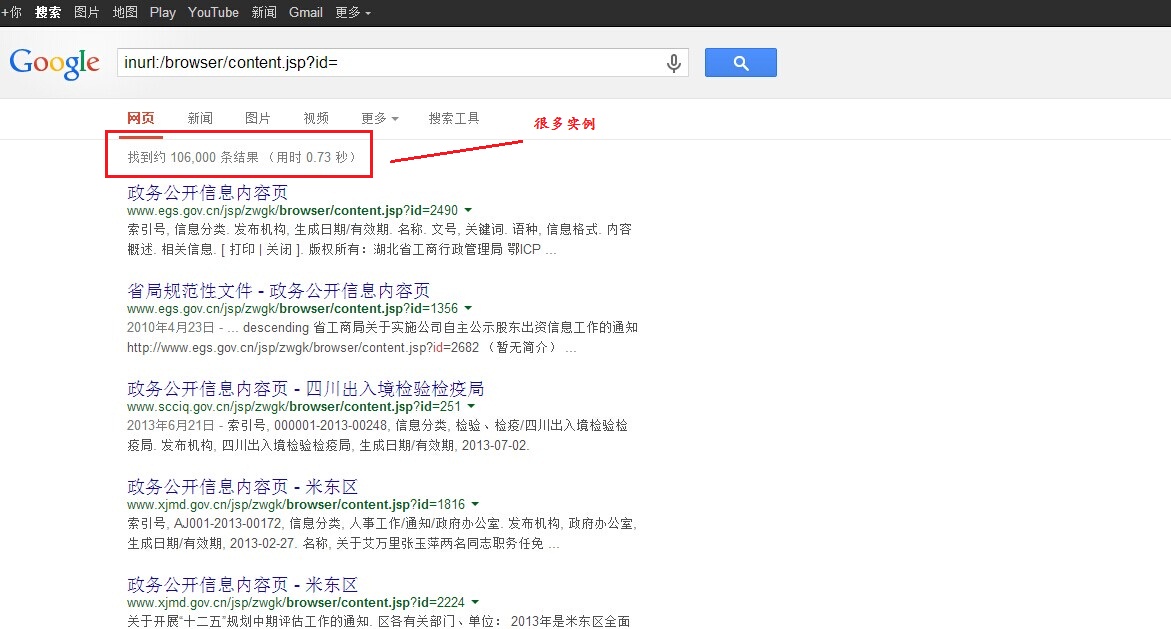 +你 搜索 图片 地图 Play YouTube 新闻 Gmail 更多
Google inurl:/browser/content.jsp?id=
网页 新闻 图片 视频 更多 搜索工具
很多实例
找到约 106,000 条结果 （用时 0.73 秒）
政务公开信息内容页
www.egs.gov.cn/jsp/zwgk/browser/content.jsp?id=2490
索引号, 信息分类. 发布机构, 生成日期/有效期. 名称. 文号, 关键词. 语种, 信息格式. 内容
概述. 相关信息. [ 打印 | 关闭 ]. 版权所有：湖北省工商行政管理局 鄂ICP ...
省局规范性文件 - 政务公开信息内容页
www.egs.gov.cn/jsp/zwgk/browser/content.jsp?id=1356
2010年4月23日 - ... descending 省工商局关于实施公司自主公示股东出资信息工作的通知
http://www.egs.gov.cn/jsp/zwgk/browser/content.jsp?id=2682 （暂无简介） ...
政务公开信息内容页 - 四川出入境检验检疫局
www.scciq.gov.cn/jsp/zwgk/browser/content.jsp?id=251
2013年6月21日 - 索引号, 000001-2013-00248, 信息分类, 检验、检疫/四川出入境检验检
疫局. 发布机构, 四川出入境检验检疫局, 生成日期/有效期, 2013-07-02.
政务公开信息内容页 - 米东区
www.xjmd.gov.cn/jsp/zwgk/browser/content.jsp?id=1816
索引号, AJ001-2013-00172, 信息分类, 人事工作/通知/政府办公室. 发布机构, 政府办公室,
生成日期/有效期, 2013-02-27. 名称, 关于艾万里张玉萍两名同志职务任免 ...
政务公开信息内容页 - 米东区
www.xjmd.gov.cn/jsp/zwgk/browser/content.jsp?id=2224
关于开展“十二五”规划中期评估工作的通知. 区各有关部门、单位： 2013年是米东区全面